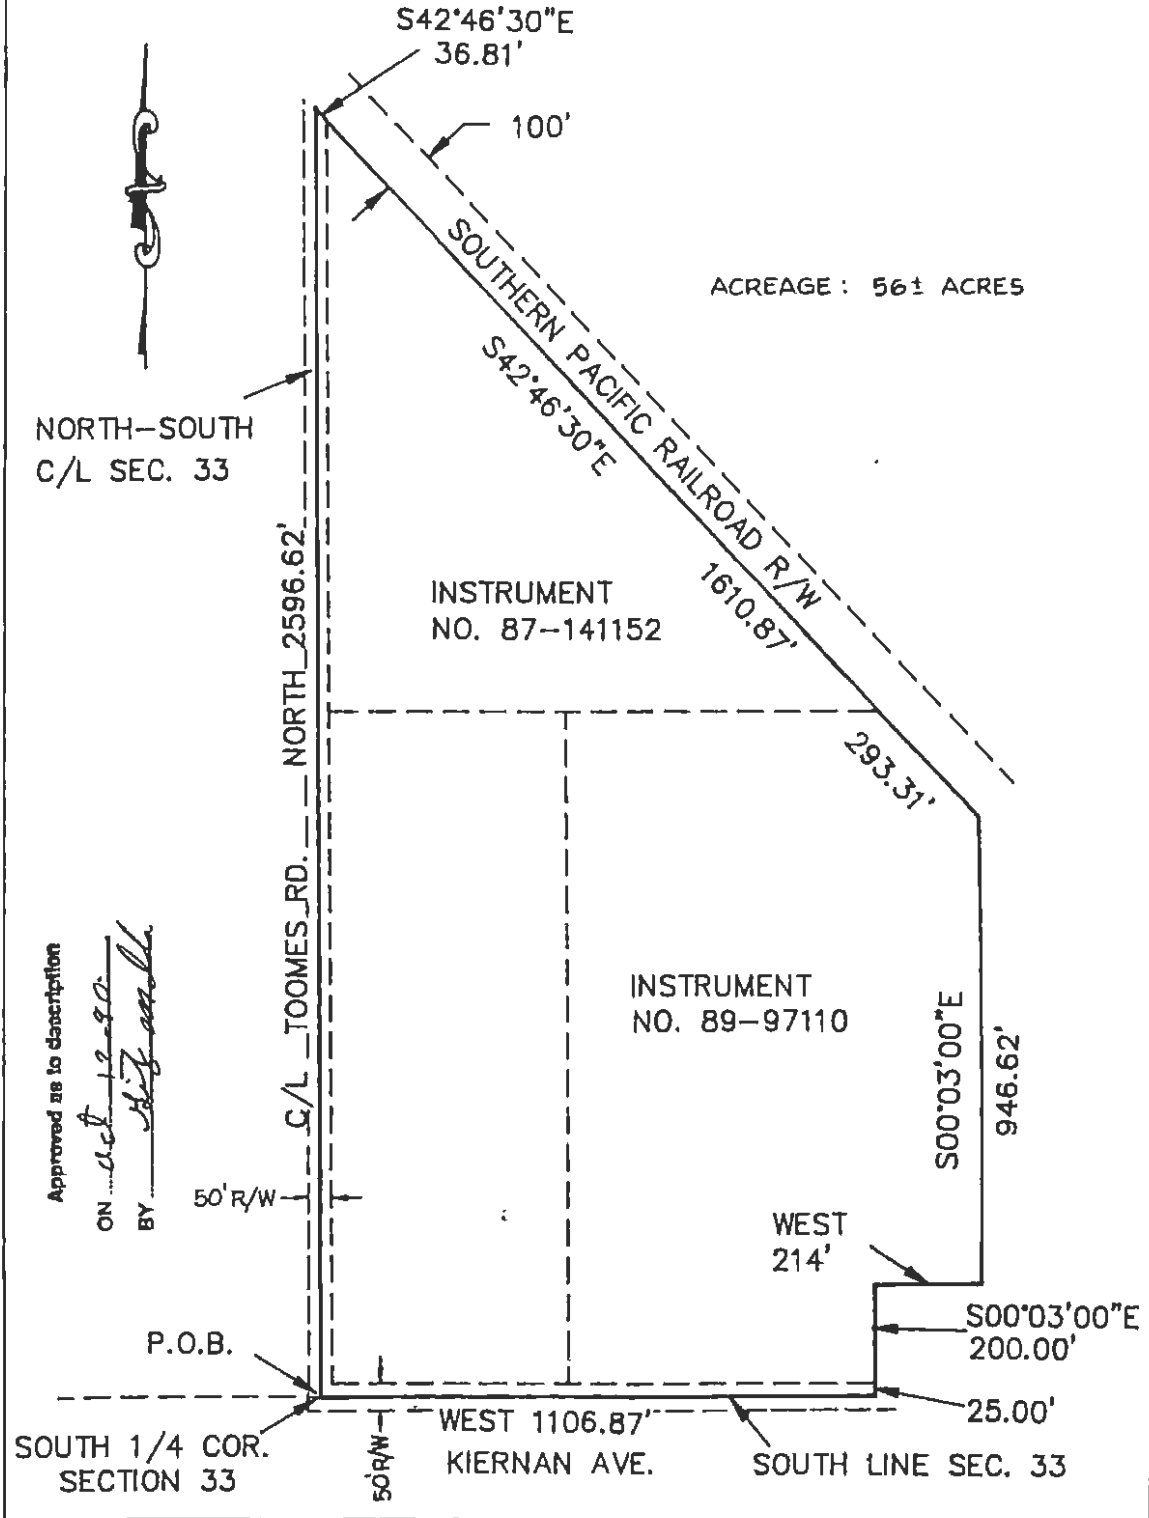 S42°46'30"E
36.81'
100'
SOUTHERN PACIFIC RAILROAD R/W
ACREAGE : 56± ACRES
S42°46'30"E
NORTH-SOUTH
C/L SEC. 33
1610.87'
INSTRUMENT
NO. 87-141152
C/L TOOMES RD. NORTH 2596.62'
293.31'
INSTRUMENT
NO. 89-97110
S00°03'00"E
946.62'
Approved as to description
ON Oct 12-90
BY
50' R/W
WEST
214'
S00°03'00"E
200.00'
P.O.B.
25.00'
WEST 1106.87'
KIERNAN AVE.
50'R/W
SOUTH 1/4 COR.
SECTION 33
SOUTH LINE SEC. 33